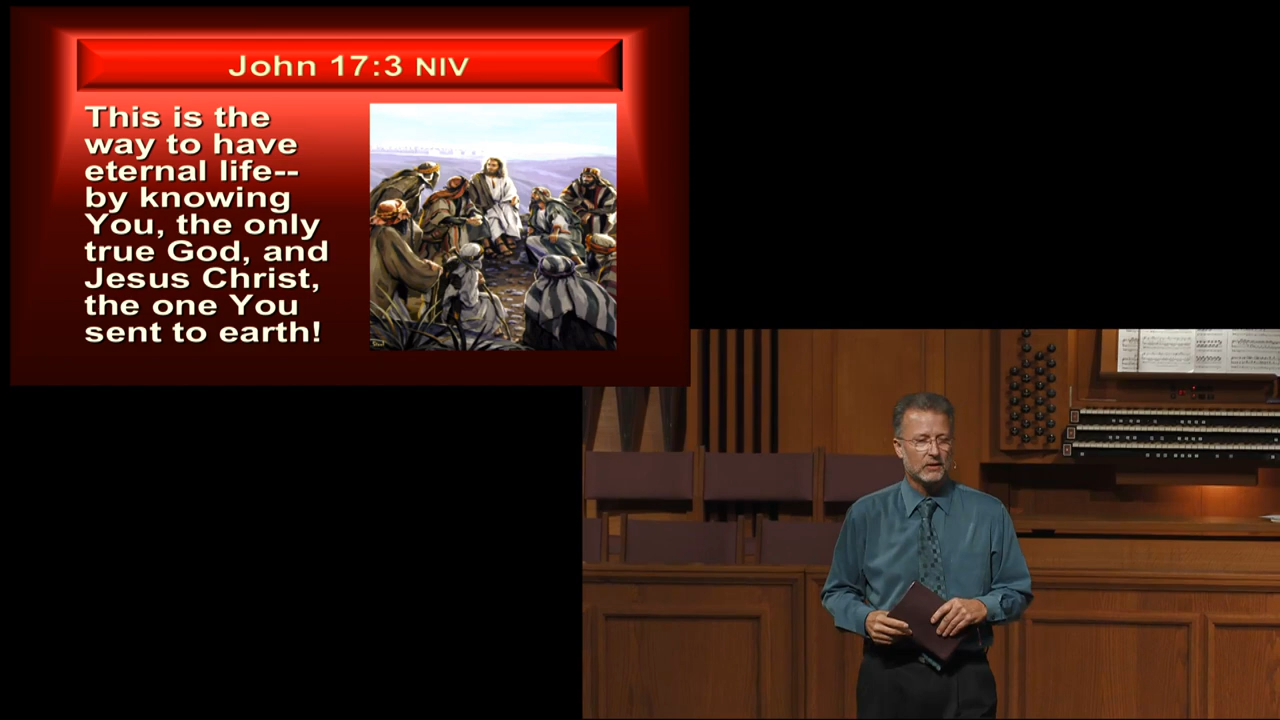 John 17:3 NIV
This is the
way to have
eternal life--
by knowing
You, the only
true God, and
Jesus Christ,
the one You
sent to earth!